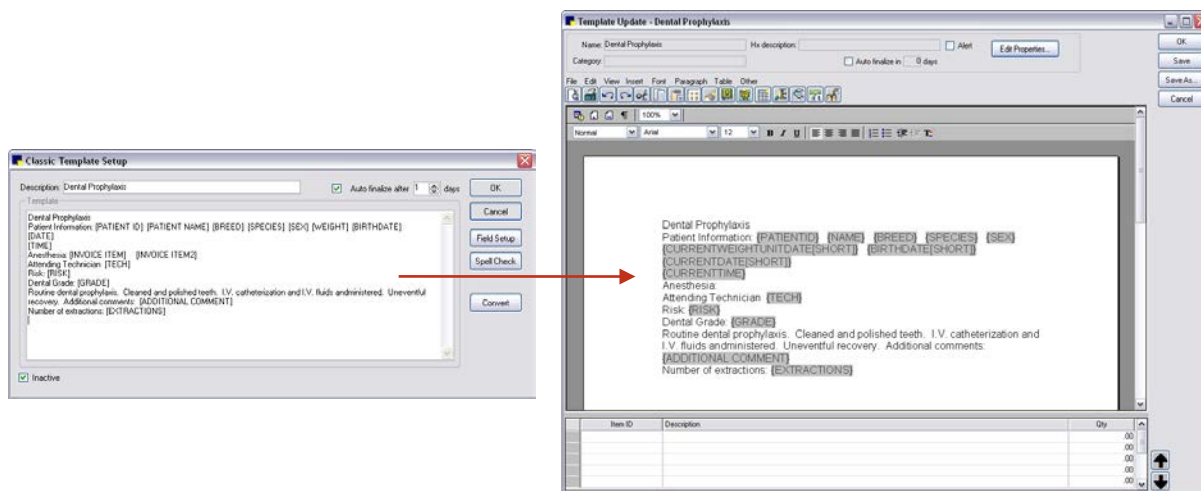 Classic Template Setup
Description: Dental Prophylaxis
Auto finalize after 1 days
OK
Cancel
Field Setup
Spell Check
Convert
Template
Dental Prophylaxis
Patient Information: [PATIENT ID] [PATIENT NAME] [BREED] [SPECIES] [SEX] [WEIGHT] [BIRTHDATE]
[DATE]
[TIME]
Anesthesia: [INVOICE ITEM] [INVOICE ITEM2]
Attending Technician: [TECH]
Risk: [RISK]
Dental Grade: [GRADE]
Routine dental prophylaxis. Cleaned and polished teeth. I.V. catheterization and I.V. fluids andministered. Uneventful
recovery. Additional comments: [ADDITIONAL COMMENT]
Number of extractions: [EXTRACTIONS]
Inactive
Template Update - Dental Prophylaxis
Name: Dental Prophylaxis
Hx description:
Alert
Edit Properties...
Category:
Auto finalize in 0 days
OK
Save
Save As...
Cancel
File Edit View Insert Font Paragraph Table Other
100%
Normal Arial 12 B I U
Dental Prophylaxis
Patient Information: {PATIENTID} {NAME} {BREED} {SPECIES} {SEX}
{CURRENTWEIGHTUNITDATE[SHORT]} {BIRTHDATE[SHORT]}
{CURRENTDATE[SHORT]}
{CURRENTTIME}
Anesthesia:
Attending Technician {TECH}
Risk: {RISK}
Dental Grade: {GRADE}
Routine dental prophylaxis. Cleaned and polished teeth. I.V. catheterization and
I.V. fluids andministered. Uneventful recovery. Additional comments:
{ADDITIONAL COMMENT}
Number of extractions: {EXTRACTIONS}
Item ID Description Qty
.00
.00
.00
.00
.00